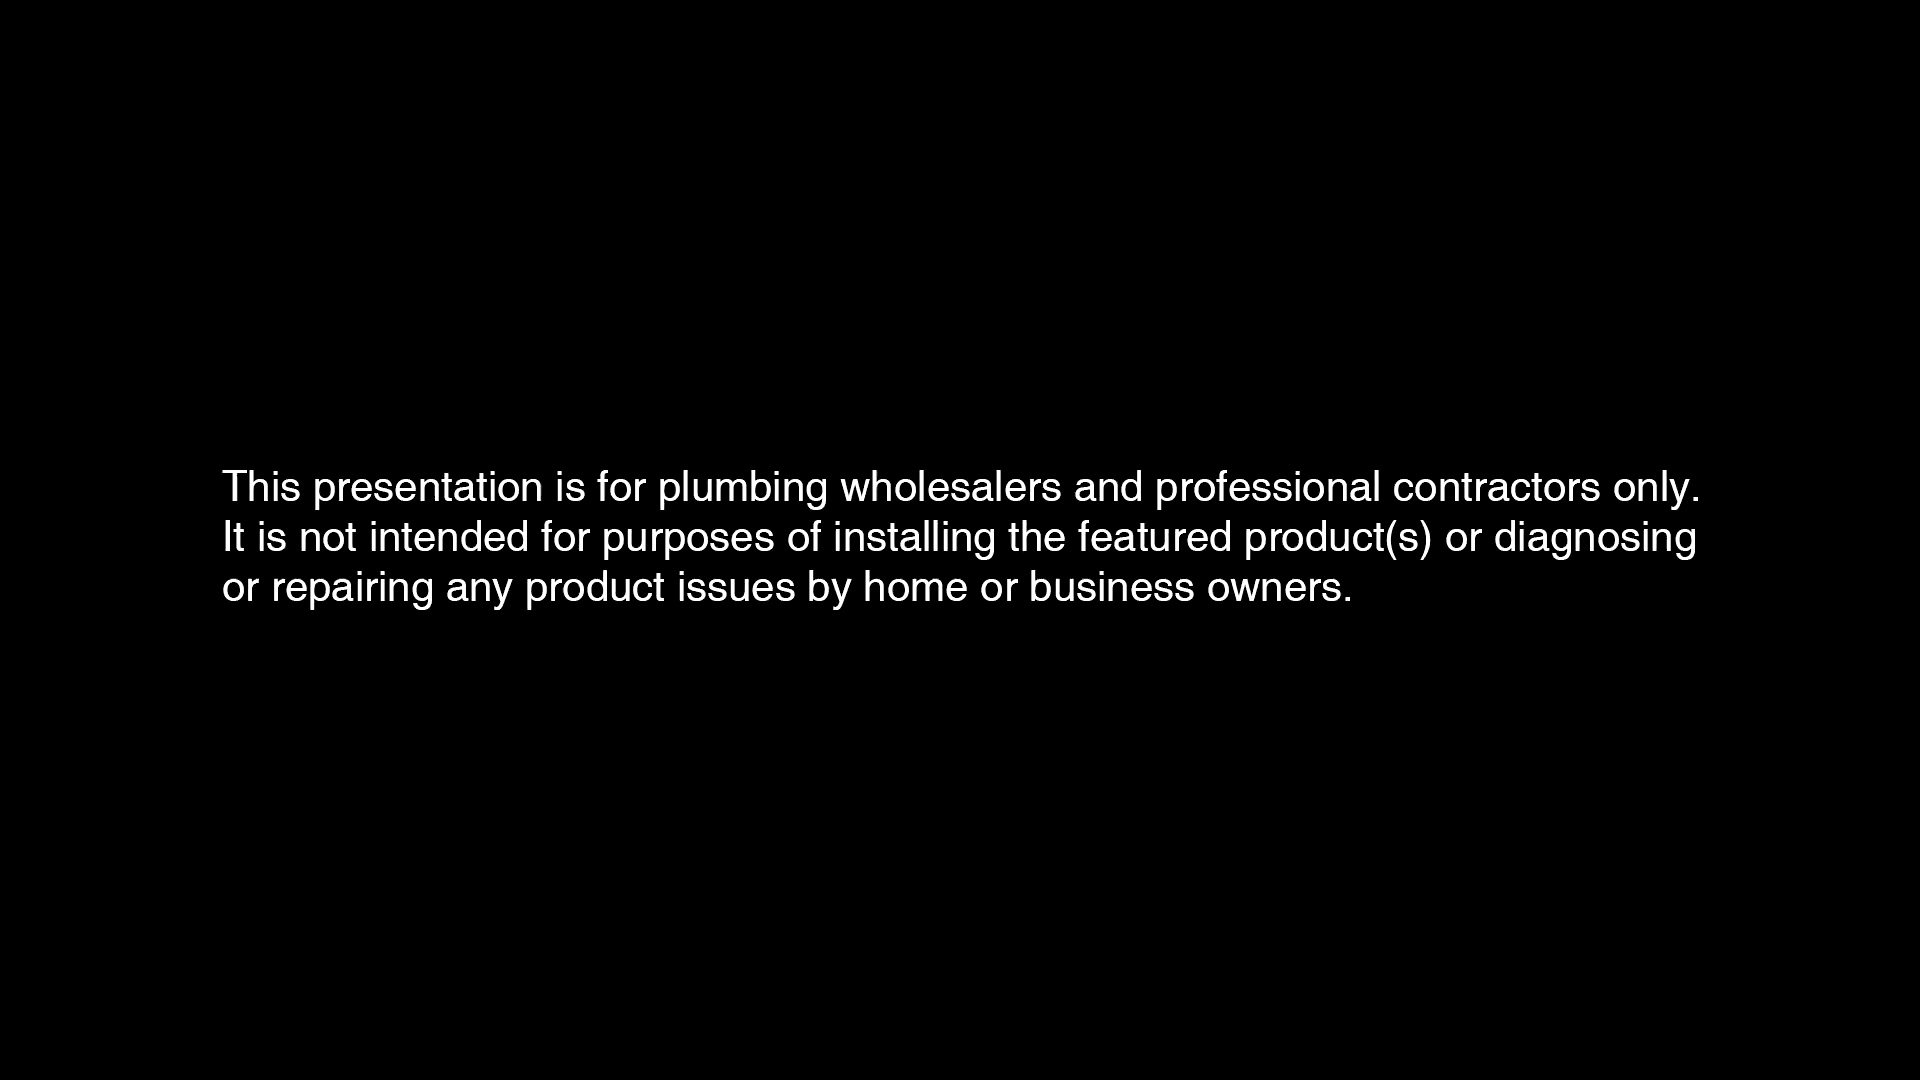 This presentation is for plumbing wholesalers and professional contractors only.
It is not intended for purposes of installing the featured product(s) or diagnosing
or repairing any product issues by home or business owners.